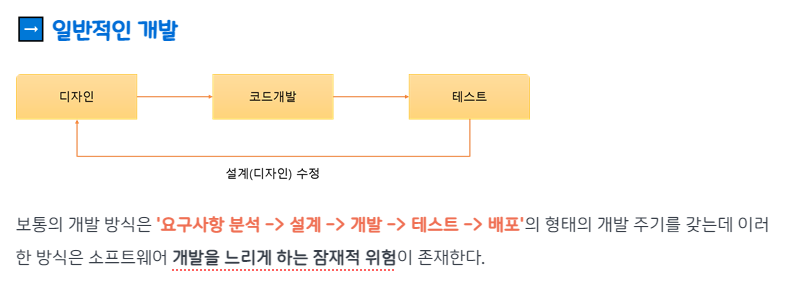 → 일반적인 개발
디자인
코드개발
테스트
설계(디자인) 수정
보통의 개발 방식은 '요구사항 분석 -> 설계 -> 개발 -> 테스트 -> 배포'의 형태의 개발 주기를 갖는데 이러
한 방식은 소프트웨어 개발을 느리게 하는 잠재적 위험이 존재한다.